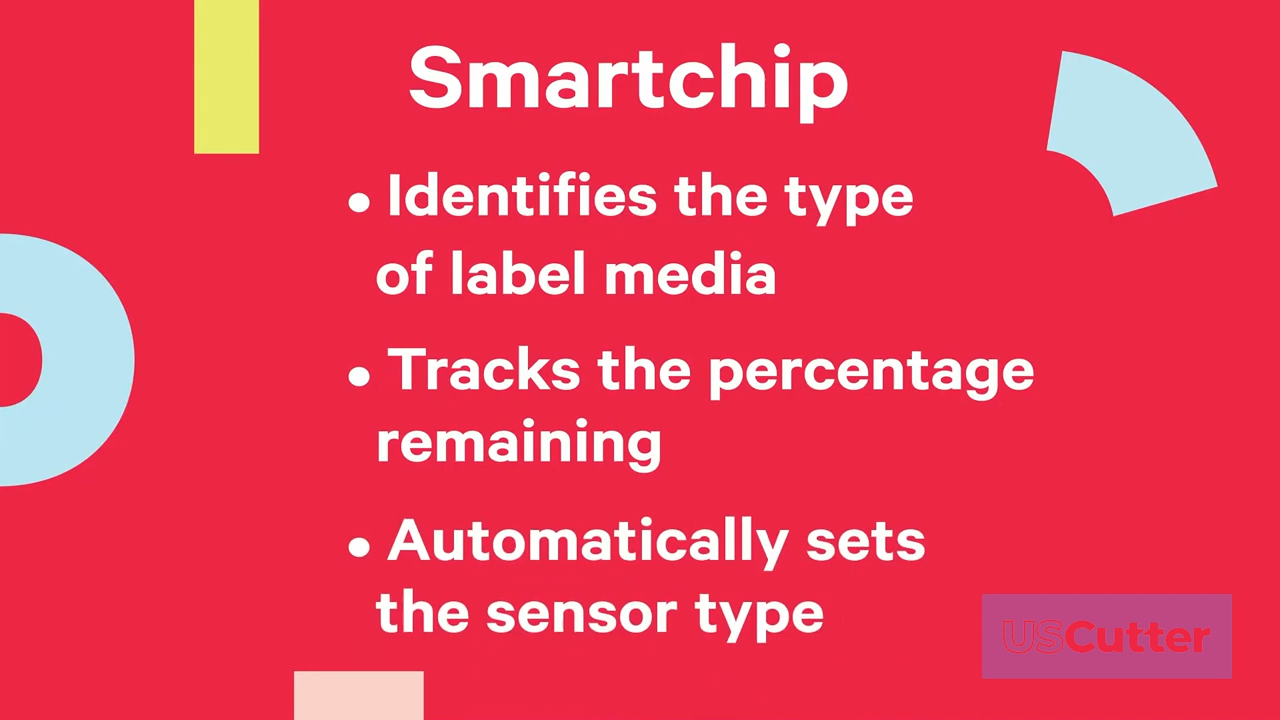 Smartchip
• Identifies the type
of label media
• Tracks the percentage
remaining
• Automatically sets
the sensor type
USCutter